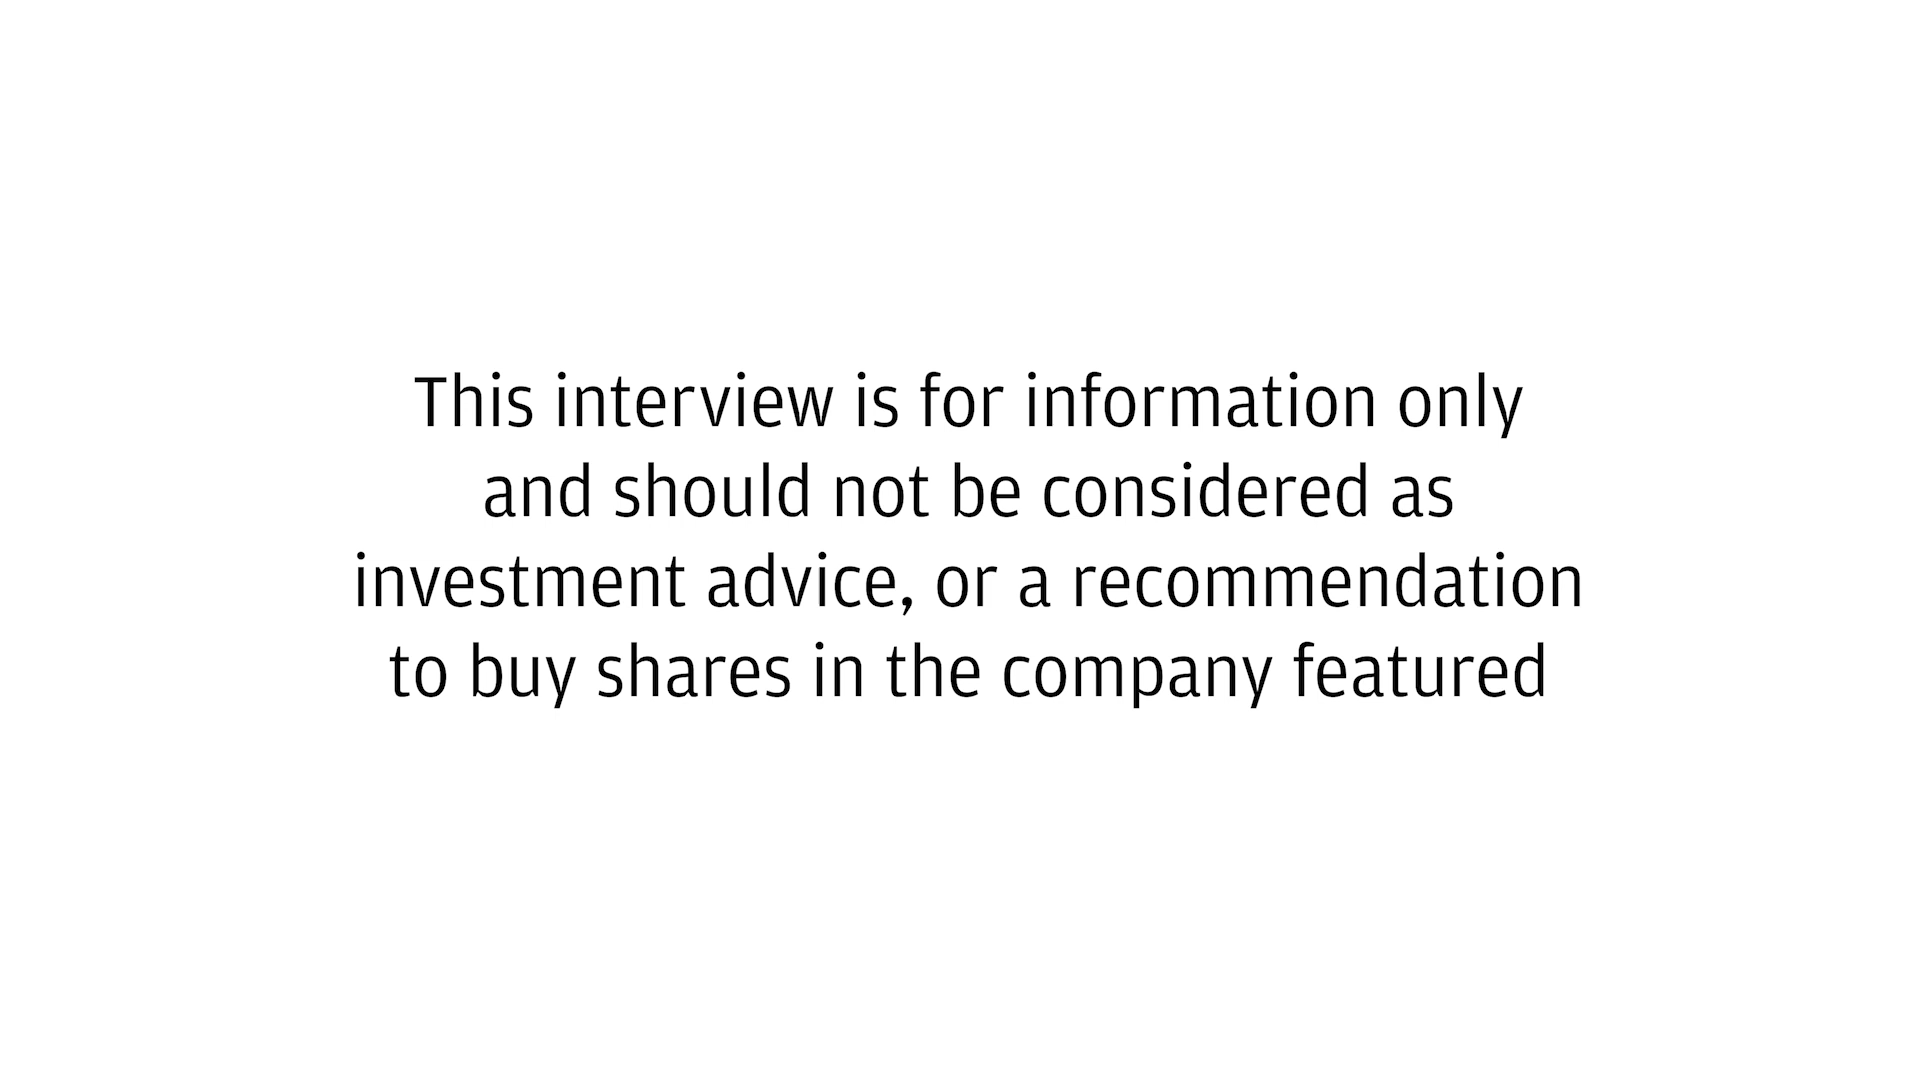 This interview is for information only
and should not be considered as
investment advice, or a recommendation
to buy shares in the company featured